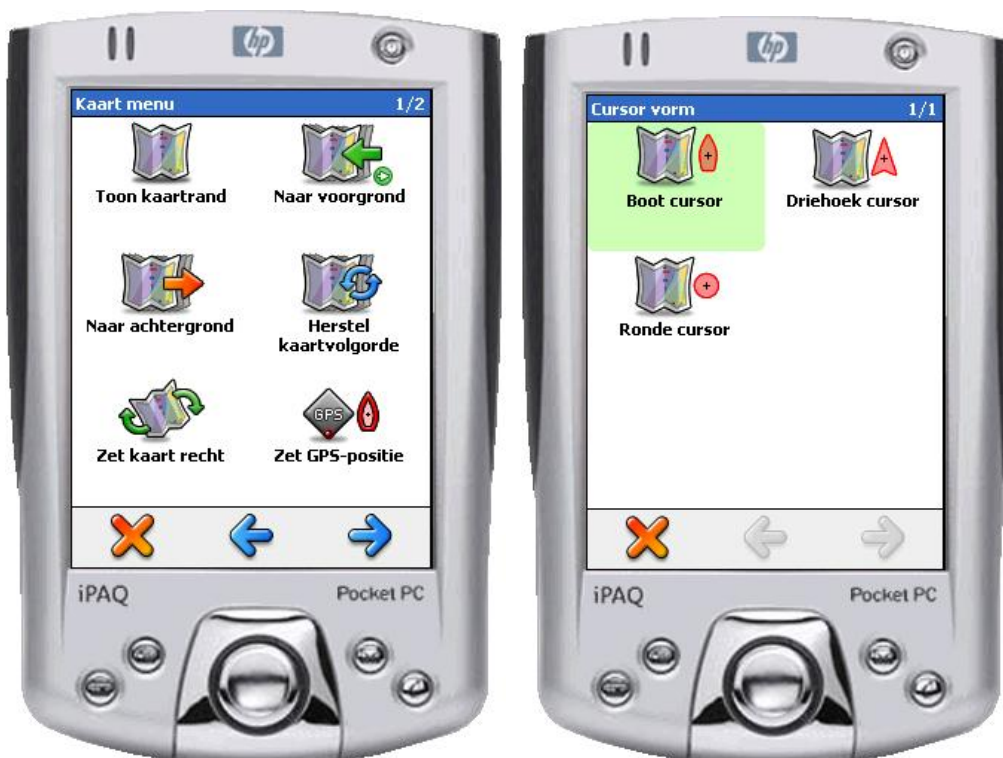 hp
Kaart menu 1/2
Toon kaartrand
Naar voorgrond
Naar achtergrond
Herstel
kaartvolgorde
GPS
Zet kaart recht
Zet GPS-positie
iPAQ Pocket PC
hp
Cursor vorm 1/1
Boot cursor
Driehoek cursor
Ronde cursor
iPAQ Pocket PC